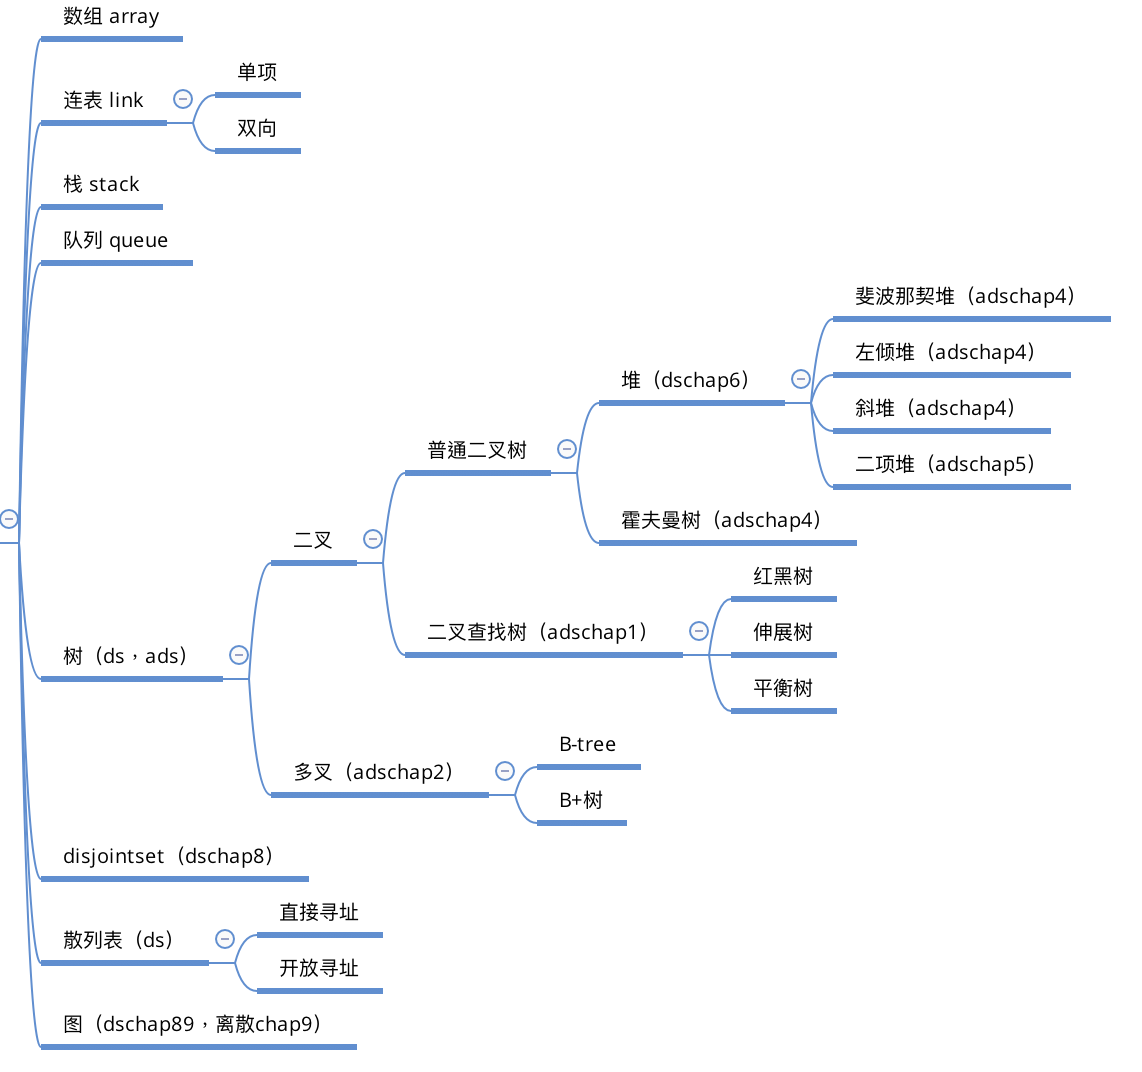 数组 array
连表 link
单项
双向
栈 stack
队列 queue
树（ds，ads）
二叉
普通二叉树
堆（dschap6）
斐波那契堆（adschap4）
左倾堆（adschap4）
斜堆（adschap4）
二项堆（adschap5）
霍夫曼树（adschap4）
二叉查找树（adschap1）
红黑树
伸展树
平衡树
多叉（adschap2）
B-tree
B+树
disjointset（dschap8）
散列表（ds）
直接寻址
开放寻址
图（dschap89，离散chap9）